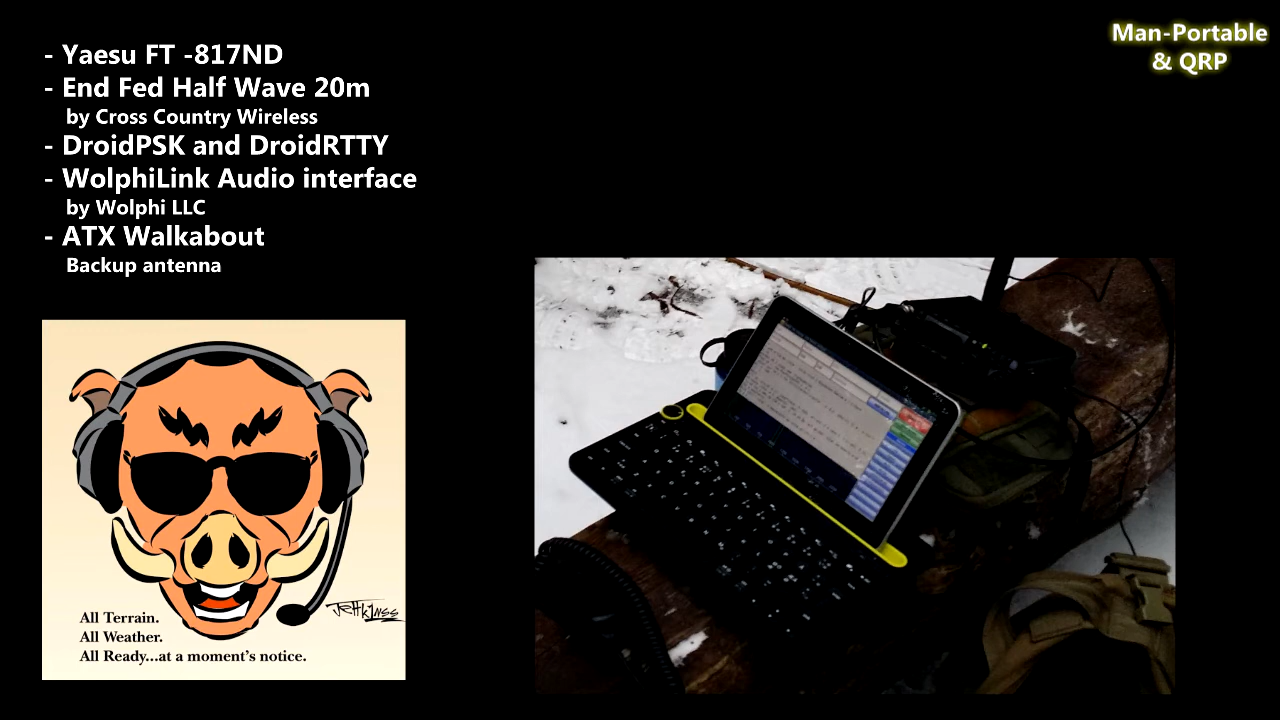 - Yaesu FT -817ND
- End Fed Half Wave 20m
by Cross Country Wireless
- DroidPSK and DroidRTTY
- WolphiLink Audio interface
by Wolphi LLC
- ATX Walkabout
Backup antenna
Man-Portable
& QRP
All Terrain.
All Weather.
All Ready...at a moment's notice.